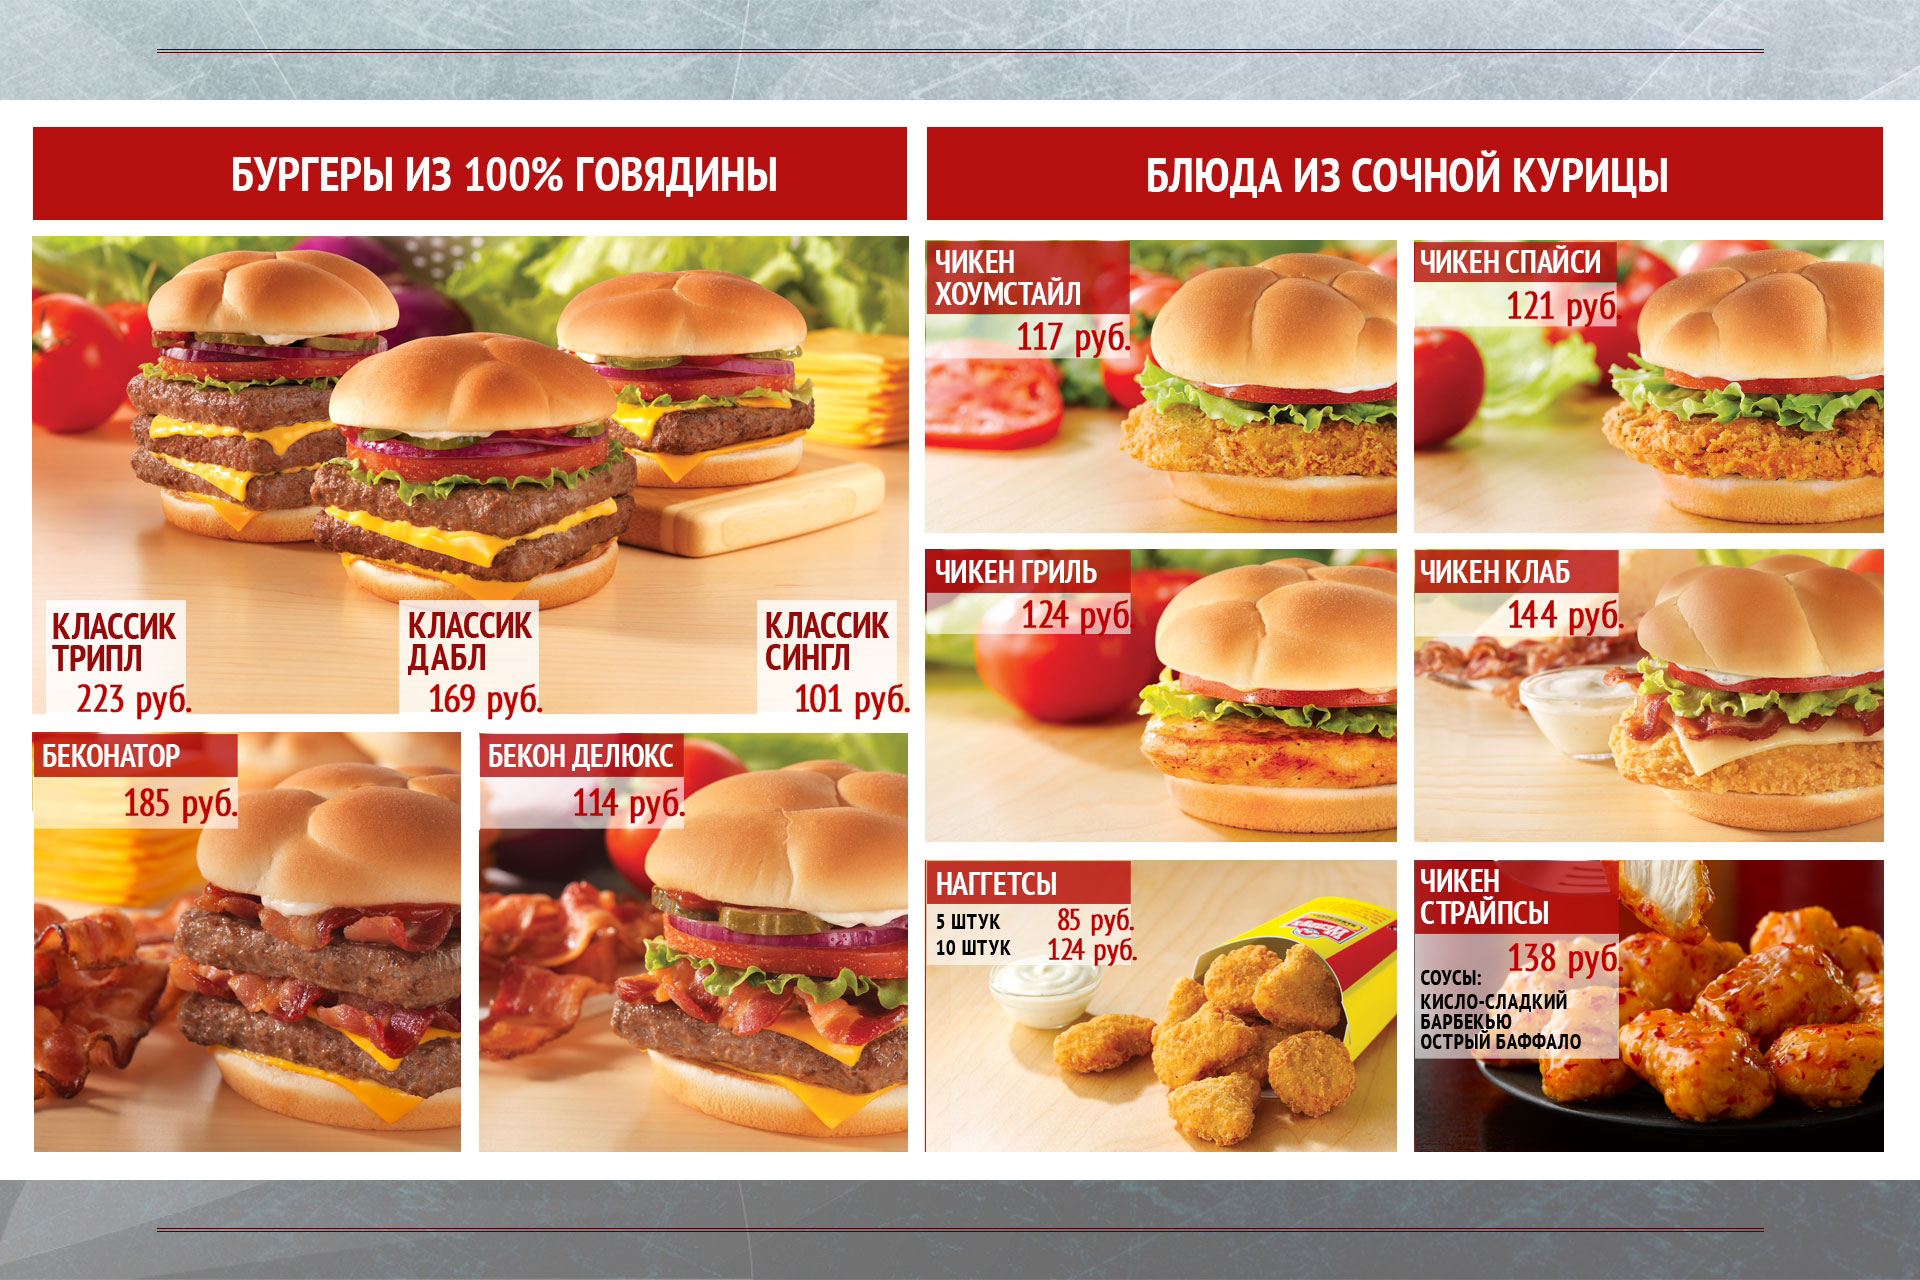 БУРГЕРЫ ИЗ 100% ГОВЯДИНЫ
КЛАССИК
ТРИПЛ
223 руб.
КЛАССИК
ДАБЛ
169 руб.
КЛАССИК
СИНГЛ
101 руб.
БЕКОНАТОР
185 руб.
БЕКОН ДЕЛЮКС
114 руб.
БЛЮДА ИЗ СОЧНОЙ КУРИЦЫ
ЧИКЕН
ХОУМСТАЙЛ
117 руб.
ЧИКЕН СПАЙСИ
121 руб.
ЧИКЕН ГРИЛЬ
124 руб.
ЧИКЕН КЛАБ
144 руб.
НАГГЕТСЫ
5 ШТУК 85 руб.
10 ШТУК 124 руб.
ЧИКЕН
СТРАЙПСЫ
138 руб.
СОУСЫ:
КИСЛО-СЛАДКИЙ
БАРБЕКЬЮ
ОСТРЫЙ БАФФАЛО